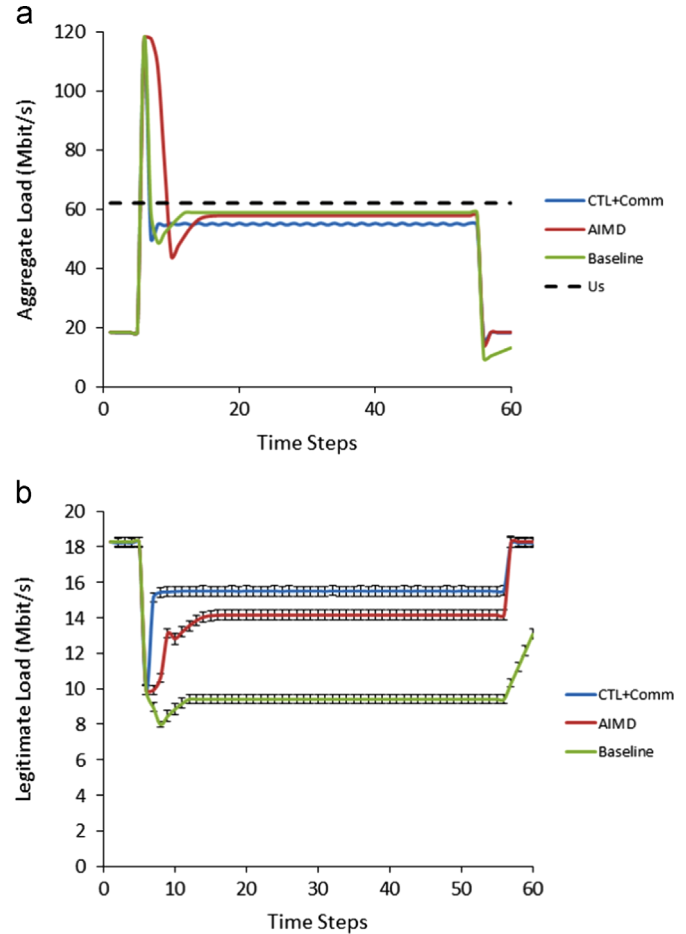 a
Aggregate Load (Mbit/s)
120
100
80
60
40
20
0
0 20 40 60
Time Steps
CTL+Comm
AIMD
Baseline
Us
b
Legitimate Load (Mbit/s)
20
18
16
14
12
10
8
6
4
2
0
0 10 20 30 40 50 60
Time Steps
CTL+Comm
AIMD
Baseline